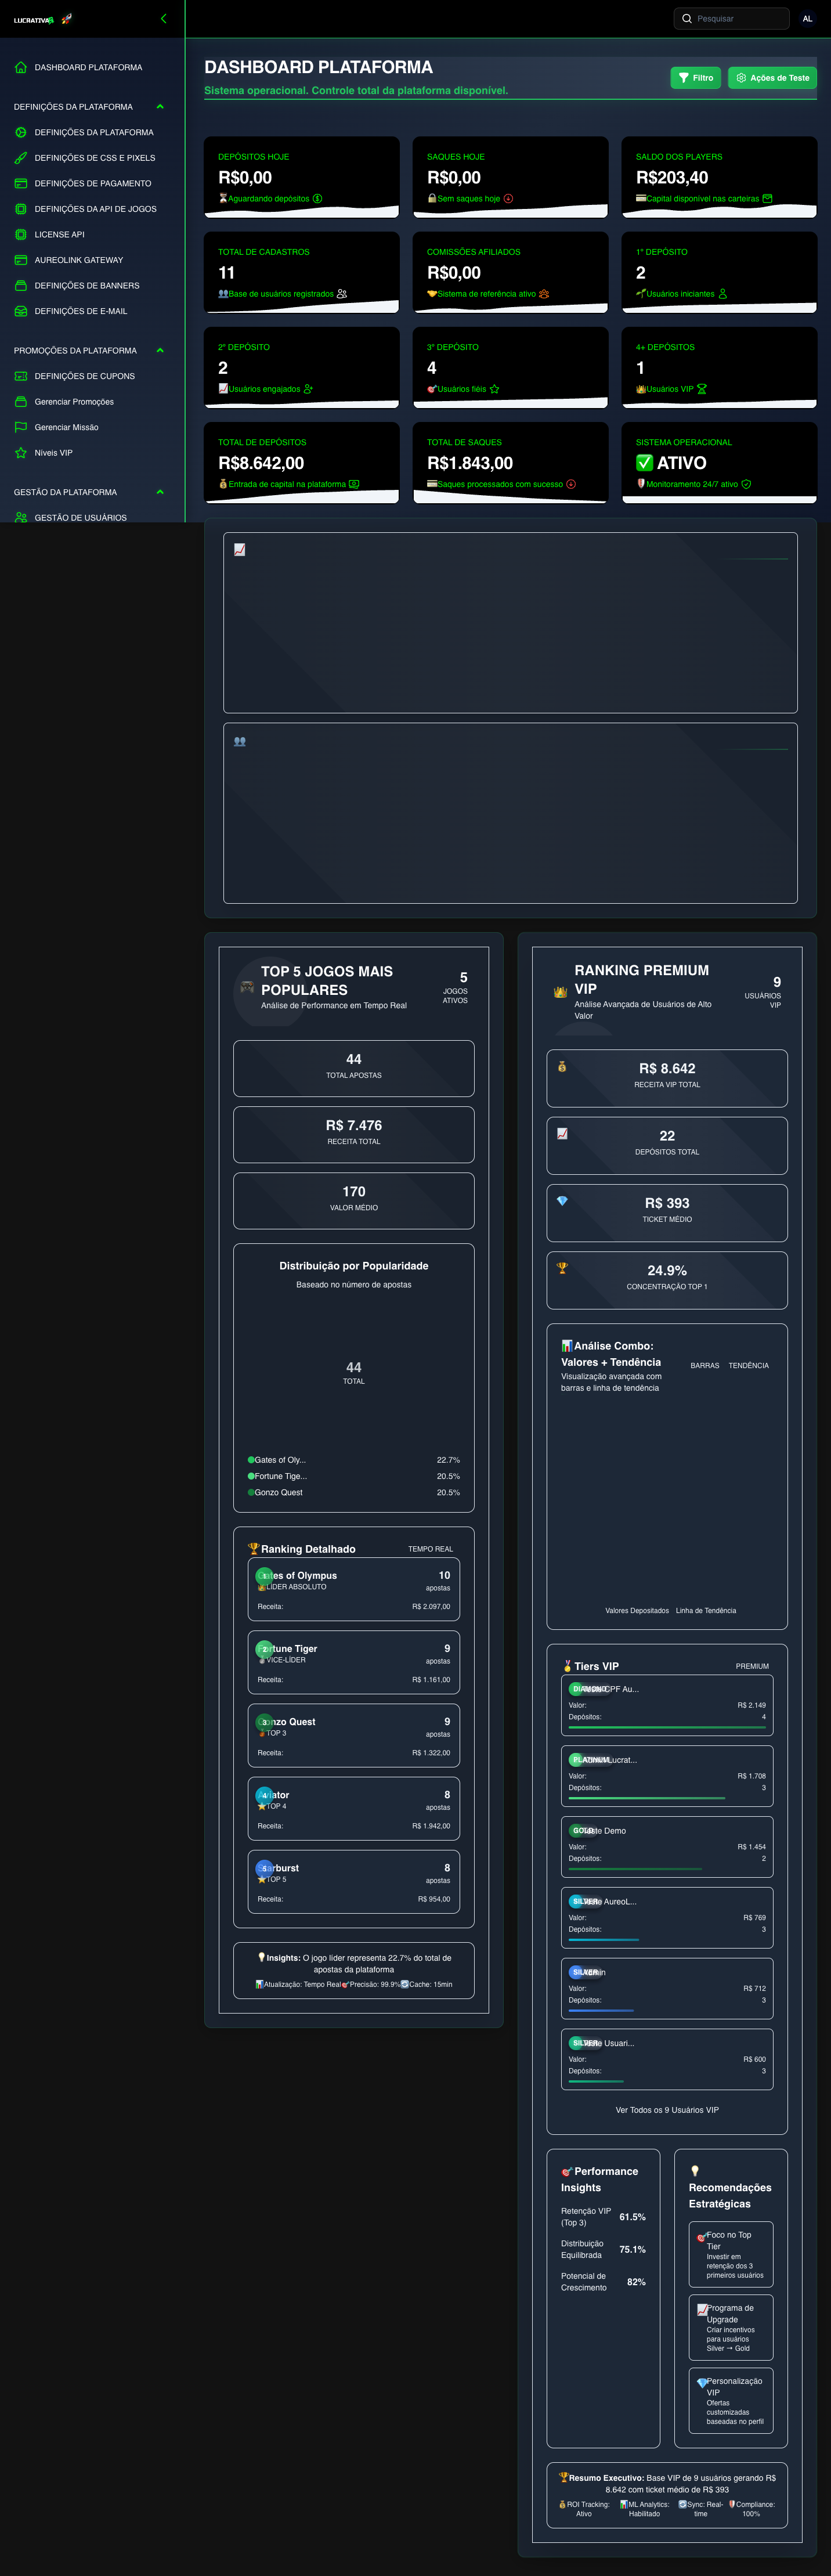 LUCRATIVA
Pesquisar
AL
DASHBOARD PLATAFORMA
DEFINIÇÕES DA PLATAFORMA
DEFINIÇÕES DA PLATAFORMA
DEFINIÇÕES DE CSS E PIXELS
DEFINIÇÕES DE PAGAMENTO
DEFINIÇÕES DA API DE JOGOS
LICENSE API
AUREOLINK GATEWAY
DEFINIÇÕES DE BANNERS
DEFINIÇÕES DE E-MAIL
PROMOÇÕES DA PLATAFORMA
DEFINIÇÕES DE CUPONS
Gerenciar Promoções
Gerenciar Missão
Niveis VIP
GESTÃO DA PLATAFORMA
GESTÃO DE USUÁRIOS
DASHBOARD PLATAFORMA
Sistema operacional. Controle total da plataforma disponível.
Filtro
Ações de Teste
DEPÓSITOS HOJE
R$0,00
Aguardando depósitos
SAQUES HOJE
R$0,00
Sem saques hoje
SALDO DOS PLAYERS
R$203,40
Capital disponível nas carteiras
TOTAL DE CADASTROS
11
Base de usuários registrados
COMISSÕES AFILIADOS
R$0,00
Sistema de referência ativo
1º DEPÓSITO
2
Usuários iniciantes
2º DEPÓSITO
2
Usuários engajados
3º DEPÓSITO
4
Usuários fiéis
4+ DEPÓSITOS
1
Usuários VIP
TOTAL DE DEPÓSITOS
R$8.642,00
Entrada de capital na plataforma
TOTAL DE SAQUES
R$1.843,00
Saques processados com sucesso
SISTEMA OPERACIONAL
ATIVO
Monitoramento 24/7 ativo
TOP 5 JOGOS MAIS
POPULARES
Análise de Performance em Tempo Real
5
JOGOS
ATIVOS
44
TOTAL APOSTAS
R$ 7.476
RECEITA TOTAL
170
VALOR MÉDIO
Distribuição por Popularidade
Baseado no número de apostas
44
TOTAL
Gates of Oly... 22.7%
Fortune Tige... 20.5%
Gonzo Quest 20.5%
Ranking Detalhado
TEMPO REAL
Gates of Olympus 10
LÍDER ABSOLUTO apostas
Receita: R$ 2.097,00
Fortune Tiger 9
VICE-LÍDER apostas
Receita: R$ 1.161,00
Gonzo Quest 9
TOP 3 apostas
Receita: R$ 1.322,00
Aviator 8
TOP 4 apostas
Receita: R$ 1.942,00
Starburst 8
TOP 5 apostas
Receita: R$ 954,00
Insights: O jogo líder representa 22.7% do total de
apostas da plataforma
Atualização: Tempo Real Precisão: 99.9% Cache: 15min
RANKING PREMIUM
VIP
Análise Avançada de Usuários de Alto
Valor
9
USUÁRIOS
VIP
R$ 8.642
RECEITA VIP TOTAL
22
DEPÓSITOS TOTAL
R$ 393
TICKET MÉDIO
24.9%
CONCENTRAÇÃO TOP 1
Análise Combo:
Valores + Tendência
Visualização avançada com
barras e linha de tendência
BARRAS TENDÊNCIA
Valores Depositados Linha de Tendência
Tiers VIP
PREMIUM
DIAMOND CPF Au...
Valor: R$ 2.149
Depósitos: 4
PLATINUM Lucrat...
Valor: R$ 1.708
Depósitos: 3
GOLD Teste Demo
Valor: R$ 1.454
Depósitos: 2
SILVER AureoL...
Valor: R$ 769
Depósitos: 3
SILVER Admin
Valor: R$ 712
Depósitos: 3
SILVER Usuari...
Valor: R$ 600
Depósitos: 3
Ver Todos os 9 Usuários VIP
Performance
Insights
Retenção VIP
(Top 3)
61.5%
Distribuição
Equilibrada
75.1%
Potencial de
Crescimento
82%
Recomendações
Estratégicas
Foco no Top
Tier
Investir em
retenção dos 3
primeiros usuários
Programa de
Upgrade
Criar incentivos
para usuários
Silver → Gold
Personalização
VIP
Ofertas
customizadas
baseadas no perfil
Resumo Executivo: Base VIP de 9 usuários gerando R$
8.642 com ticket médio de R$ 393
ROI Tracking:
Ativo
ML Analytics:
Habilitado
Sync: Real-
time
Compliance:
100%